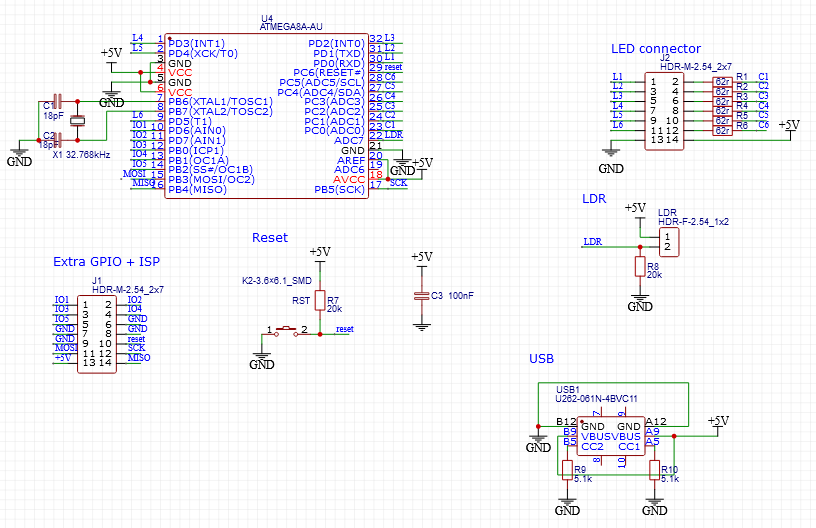 U4
ATMEGA8A-AU
L4 1 PD3(INT1) PD2(INT0) 32 L3
L5 2 PD4(XCK/T0) PD1(TXD) 31 L2
3 GND PD0(RXD) 30 L1
4 VCC PC6(RESET#) 29 reset
5 GND PC5(ADC5/SCL) 28 C6
6 VCC PC4(ADC4/SDA) 27 C5
7 PB6(XTAL1/TOSC1) PC3(ADC3) 26 C4
8 PB7(XTAL2/TOSC2) PC2(ADC2) 25 C3
L6 9 PD5(T1) PC1(ADC1) 24 C2
IO1 10 PD6(AIN0) PC0(ADC0) 23 C1
IO2 11 PD7(AIN1) ADC7 22 LDR
IO3 12 PB0(ICP1) GND 21
IO4 13 PB1(OC1A) AREF 20
IO5 14 PB2(SS#/OC1B) ADC6 19
MOSI 15 PB3(MOSI/OC2) AVCC 18
MISO 16 PB4(MISO) PB5(SCK) 17 SCK
+5V
GND
C1
18pF
C2
18pF
X1 32.768kHz
GND
GND
+5V
LED connector
J2
HDR-M-2.54_2x7
L1 1 2 62r R1 C1
L2 3 4 62r R2 C2
L3 5 6 62r R3 C3
L4 7 8 62r R4 C4
L5 9 10 62r R5 C5
L6 11 12 62r R6 C6
13 14 +5V
GND
LDR
LDR
HDR-F-2.54_1x2
+5V
1
LDR 2
R8
20k
GND
Extra GPIO + ISP
J1
HDR-M-2.54_2x7
IO1 1 2 IO2
IO3 3 4 IO4
IO5 5 6 GND
GND 7 8 GND
GND 9 10 reset
MOSI 11 12 SCK
+5V 13 14 MISO
Reset
+5V
K2-3.6×6.1_SMD
RST R7
20k
1 2 reset
GND
+5V
C3 100nF
USB
USB1
U262-061N-4BVC11
7 9
B12 GND GND A12
B9 VBUS VBUS A9
B5 CC2 CC1 A5
8 10
+5V
GND
R9
5.1k
R10
5.1k
GND
GND